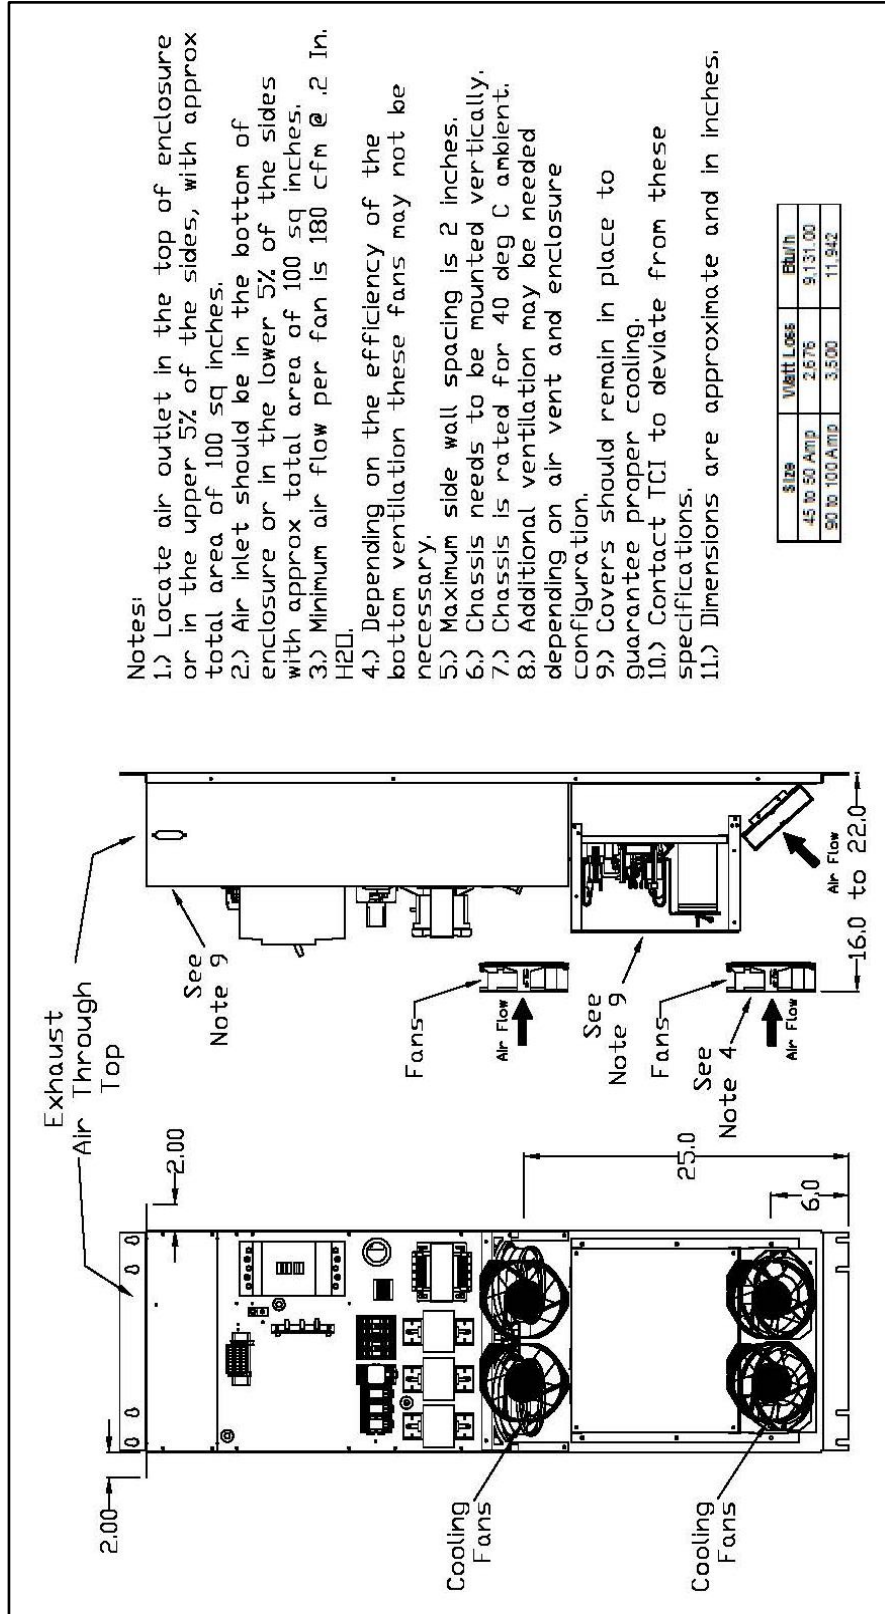 Notes:
1.) Locate air outlet in the top of enclosure
or in the upper 5% of the sides, with approx
total area of 100 sq inches.
2.) Air inlet should be in the bottom of
enclosure or in the lower 5% of the sides
with approx total area of 100 sq inches.
3.) Minimum air flow per fan is 180 cfm @ .2 In.
H2O.
4.) Depending on the efficiency of the
bottom ventilation these fans may not be
necessary.
5.) Maximum side wall spacing is 2 inches.
6.) Chassis needs to be mounted vertically.
7.) Chassis is rated for 40 deg C ambient.
8.) Additional ventilation may be needed
depending on air vent and enclosure
configuration.
9.) Covers should remain in place to
guarantee proper cooling.
10.) Contact TCI to deviate from these
specifications.
11.) Dimensions are approximate and in inches.
Size Watt Loss Btu/h
45 to 50 Amp 2,676 9,131.00
90 to 100 Amp 3,500 11,942
Exhaust
Air Through
Top
See
Note 9
Fans
Air Flow
See
Note 9
Fans
See
Note 4
Air Flow
Air Flow
16.0 to 22.0
2.00
2.00
25.0
6.0
Cooling
Fans
Cooling
Fans